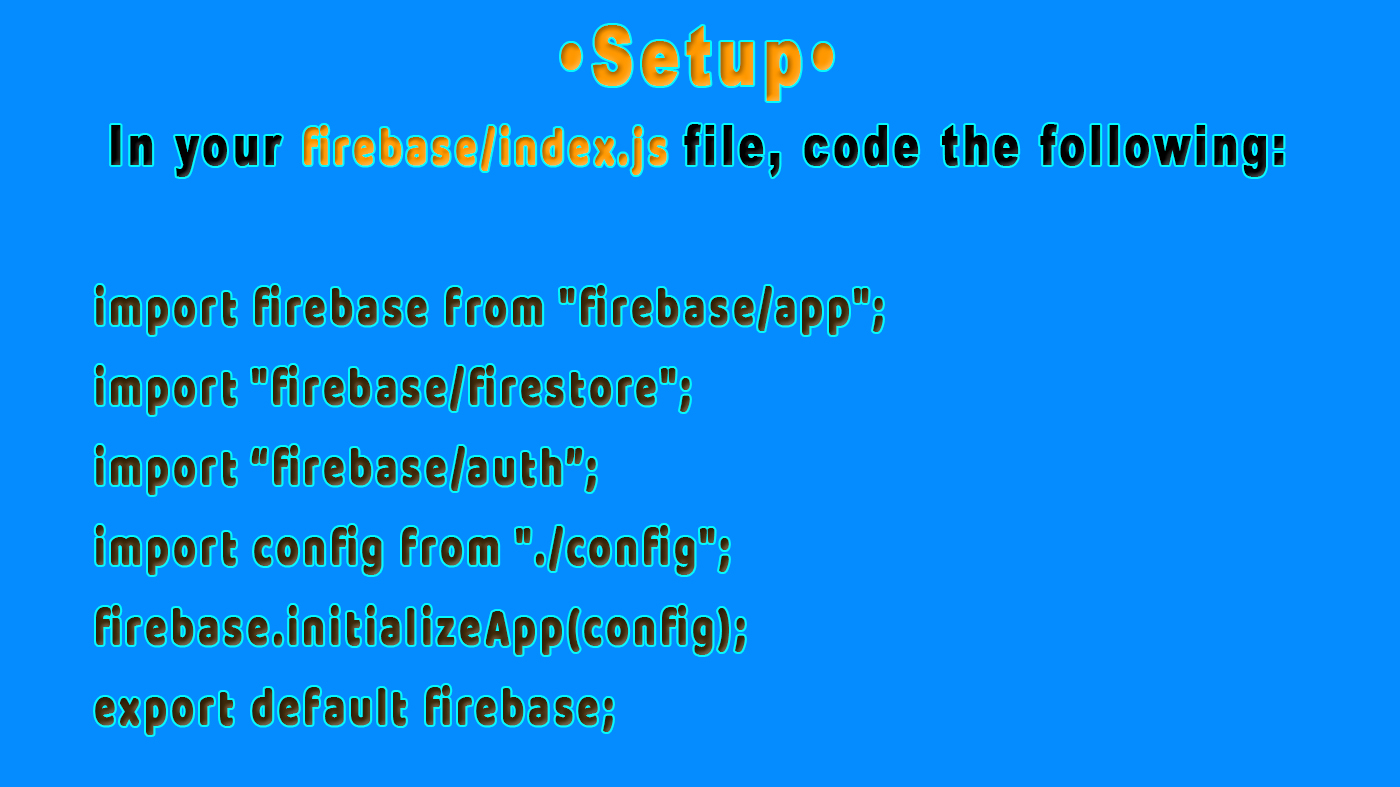 •Setup•
In your firebase/index.js file, code the following:
import firebase from "firebase/app";
import "firebase/firestore";
import “firebase/auth”;
import config from "./config";
firebase.initializeApp(config);
export default firebase;